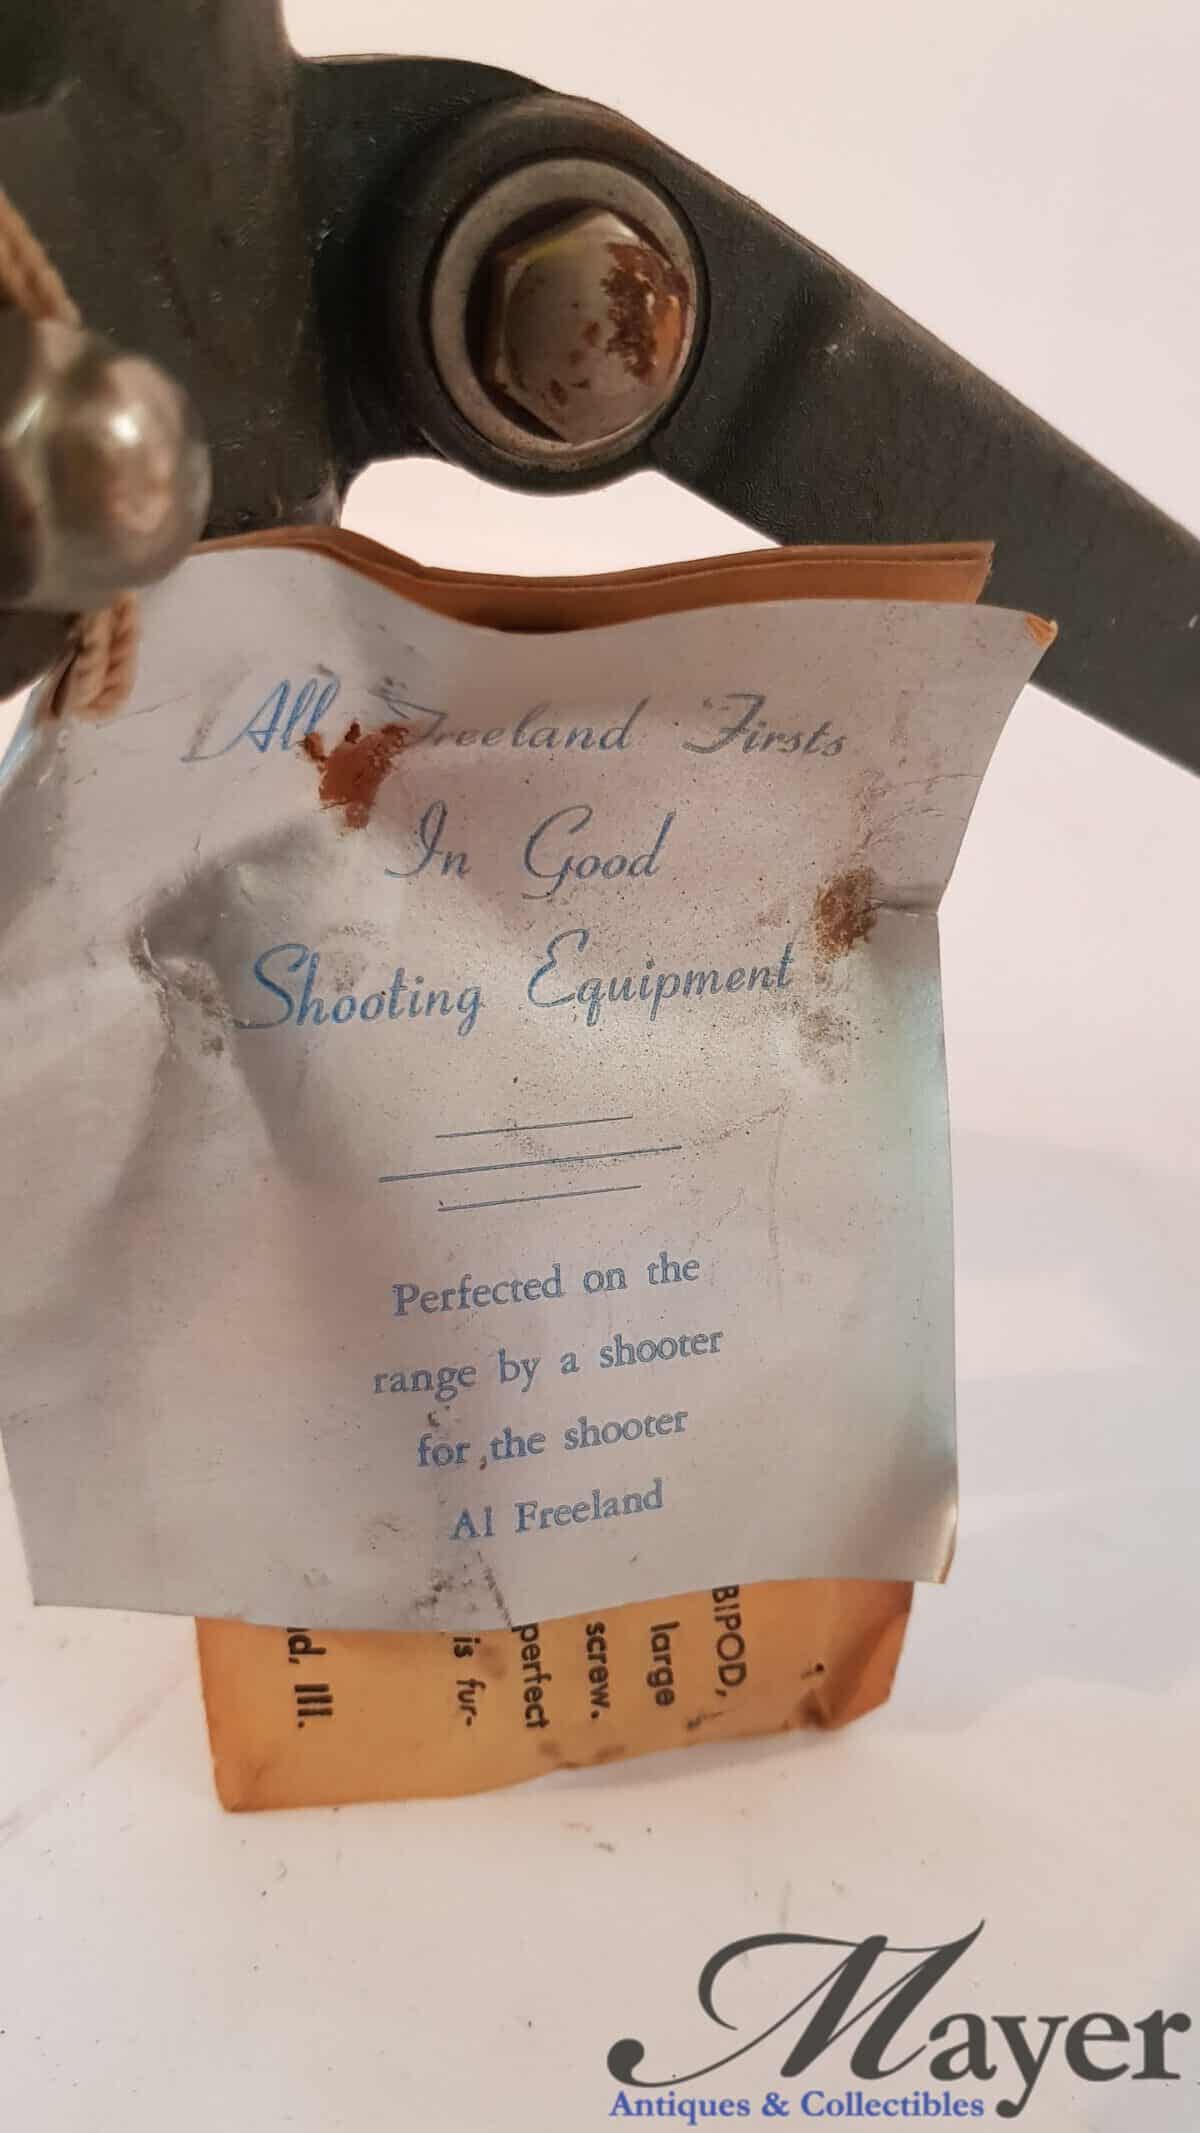 All Freeland Firsts
In Good
Shooting Equipment
Perfected on the
range by a shooter
for the shooter
Al Freeland
BIPOD,
large
screw.
perfect
is fur-
Ill.
Mayer
Antiques & Collectibles